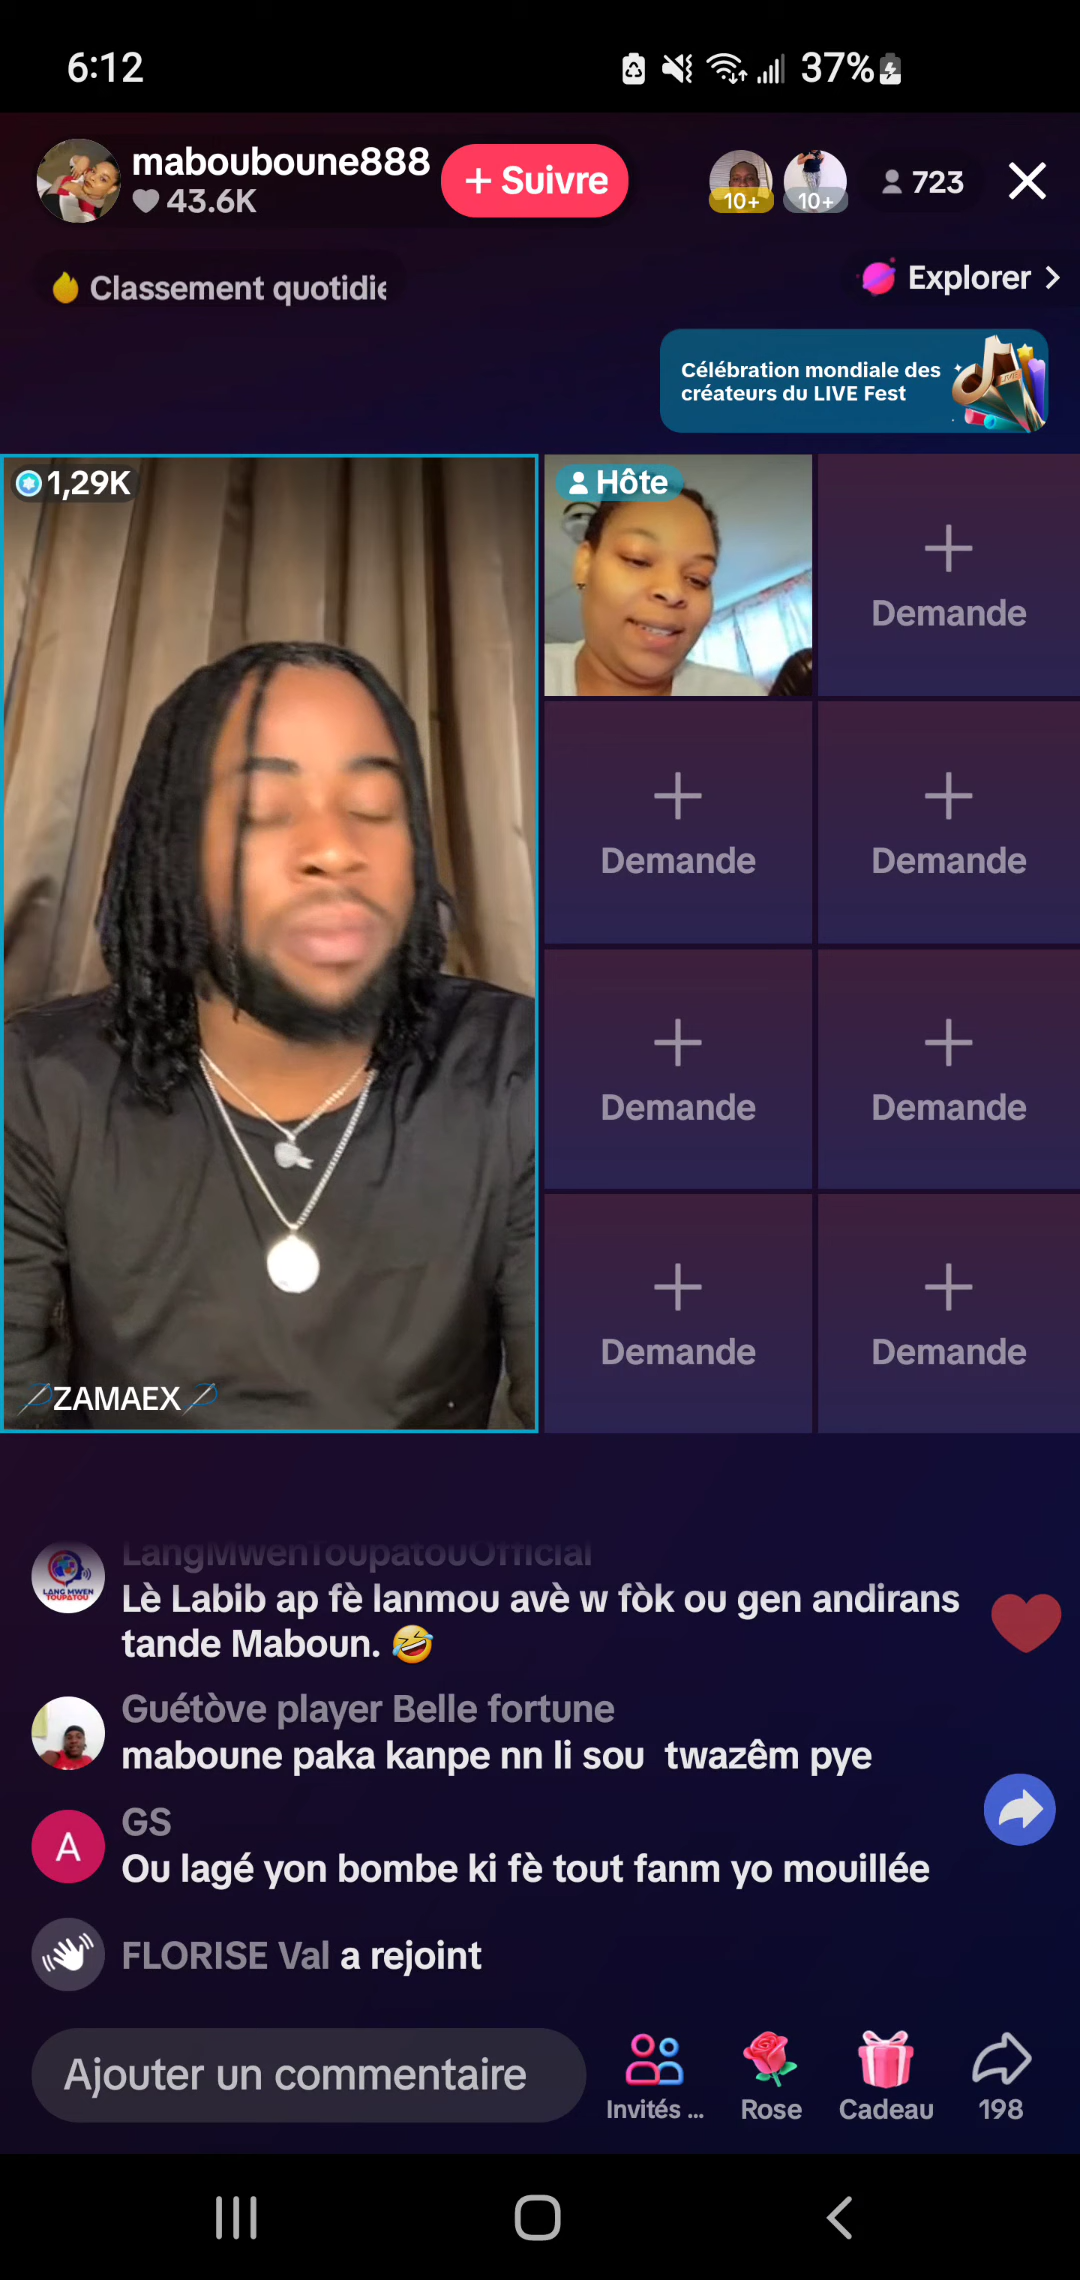 6:12
37%
mabouboune888
43.6K
+ Suivre
10+
10+
723
Classement quotidie
Explorer >
Célébration mondiale des
créateurs du LIVE Fest
1,29K
Hôte
Demande
Demande
Demande
Demande
Demande
Demande
Demande
ZAMAEX
LangMwenToupatouOfficial
LANG MWEN
TOUPATOU
Lè Labib ap fè lanmou avè w fòk ou gen andirans
tande Maboun. 🤣
Guétòve player Belle fortune
maboune paka kanpe nn li sou twazêm pye
GS
A
Ou lagé yon bombe ki fè tout fanm yo mouillée
FLORISE Val a rejoint
Ajouter un commentaire
Invités ...
Rose
Cadeau
198